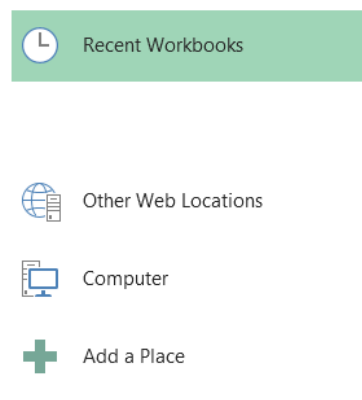 Recent Workbooks
Other Web Locations
Computer
Add a Place